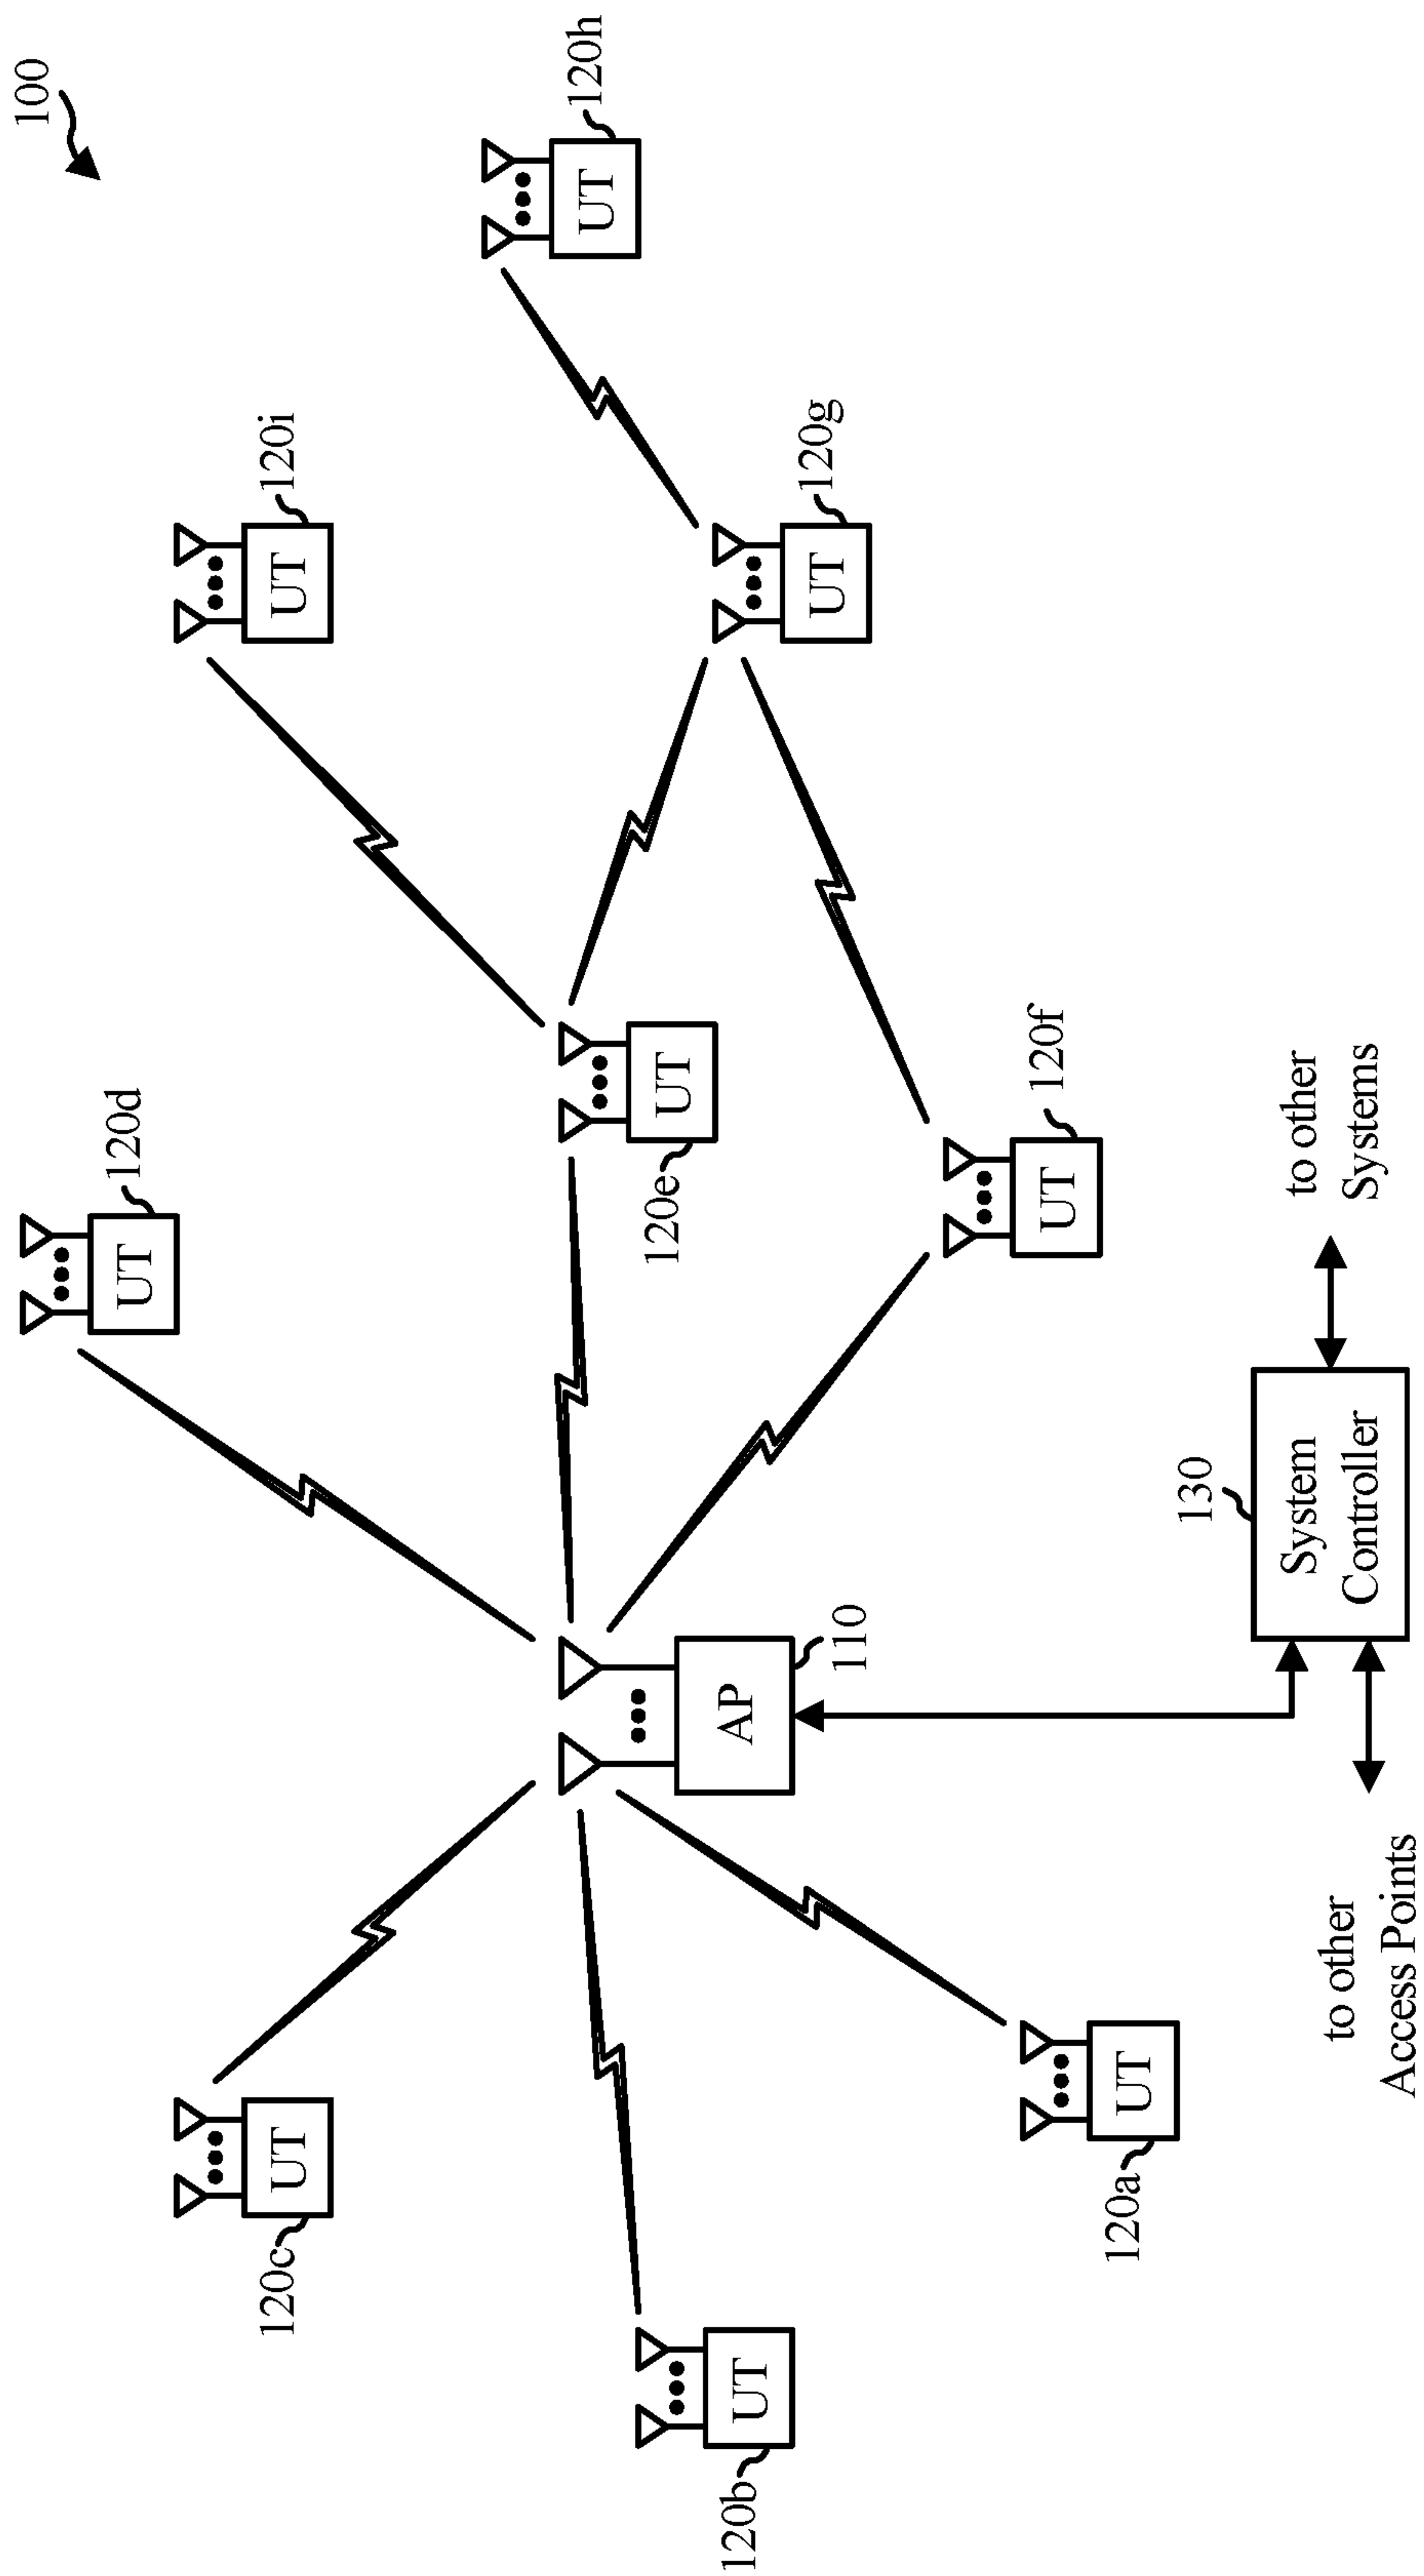 100
120d
UT
120i
UT
120h
UT
120c
UT
120e
UT
120g
UT
120b
UT
AP
110
120f
UT
120a
UT
130
System
Controller
to other
Systems
to other
Access Points